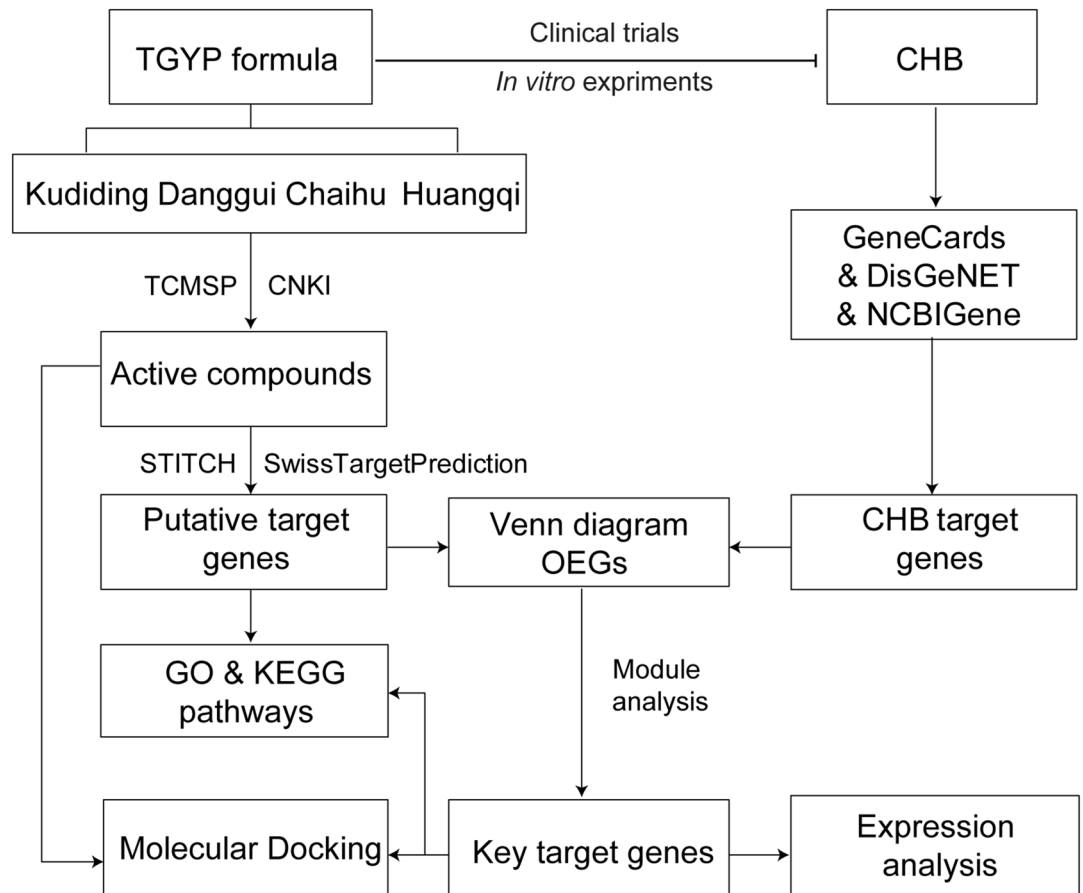 TGYP formula
Clinical trials
In vitro expriments
CHB
Kudiding Danggui Chaihu Huangqi
GeneCards
& DisGeNET
& NCBIGene
TCMSP
CNKI
Active compounds
STITCH
SwissTargetPrediction
Putative target
genes
Venn diagram
OEGs
CHB target
genes
GO & KEGG
pathways
Module
analysis
Molecular Docking
Key target genes
Expression
analysis